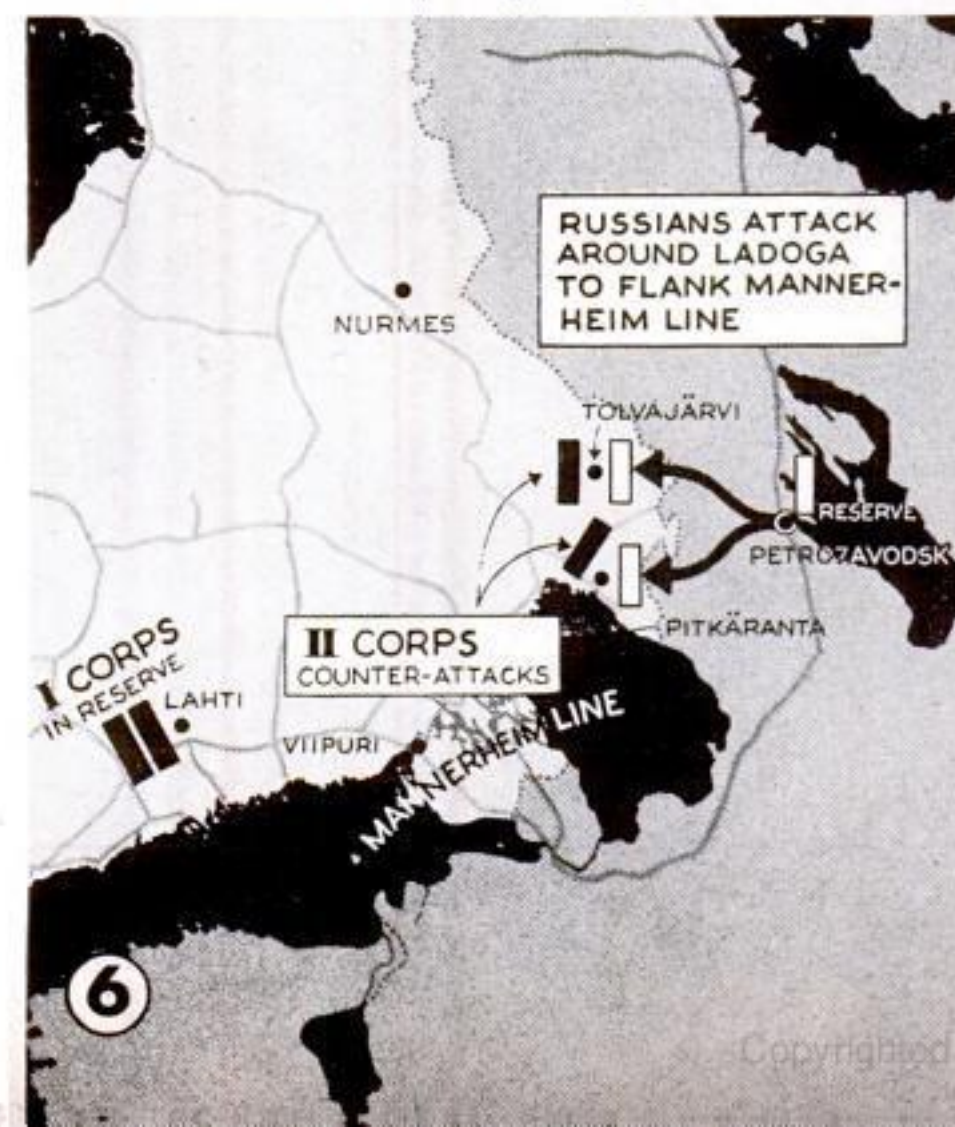 RUSSIANS ATTACK
AROUND LADOGA
TO FLANK MANNER-
HEIM LINE
NURMES
TOLVAJÄRVI
RESERVE
PETROZAVODSK
PITKÄRANTA
II CORPS
COUNTER-ATTACKS
I CORPS
IN RESERVE
LAHTI
VIIPURI
MANNERHEIM LINE
6
Copyrighted